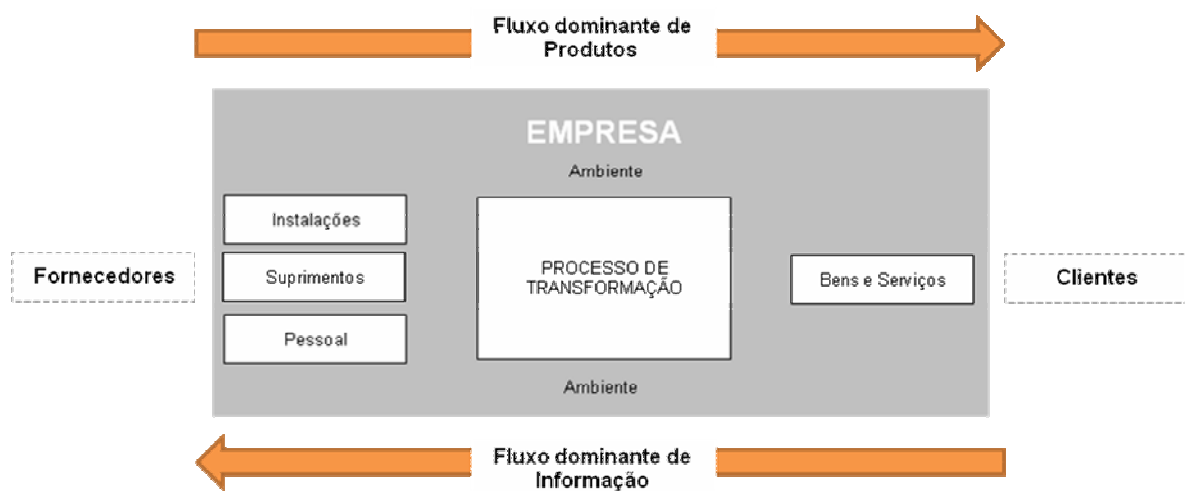 Fluxo dominante de
Produtos
EMPRESA
Ambiente
Instalações
Suprimentos
Pessoal
Fornecedores
PROCESSO DE
TRANSFORMAÇÃO
Bens e Serviços
Clientes
Ambiente
Fluxo dominante de
Informação